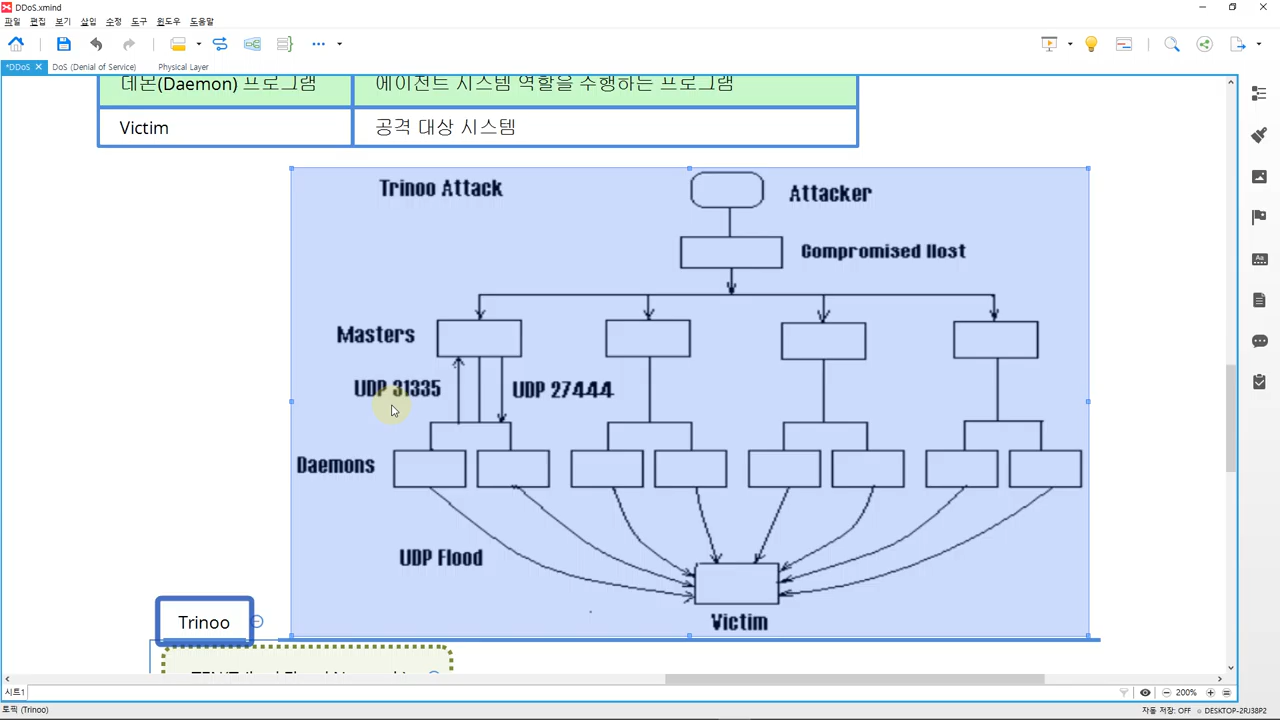 DDoS.xmind
파일 편집 보기 삽입 수정 도구 윈도우 도움말
*DDoS DoS (Denial of Service) Physical Layer
데몬(Daemon) 프로그램 에이전트 시스템 역할을 수행하는 프로그램
Victim 공격 대상 시스템
Trinoo Attack
Attacker
Compromised Host
Masters
UDP 31335 UDP 27444
Daemons
UDP Flood
Victim
Trinoo
시트1
200%
토픽 (Trinoo)
자동 저장: OFF DESKTOP-2RJ38P2